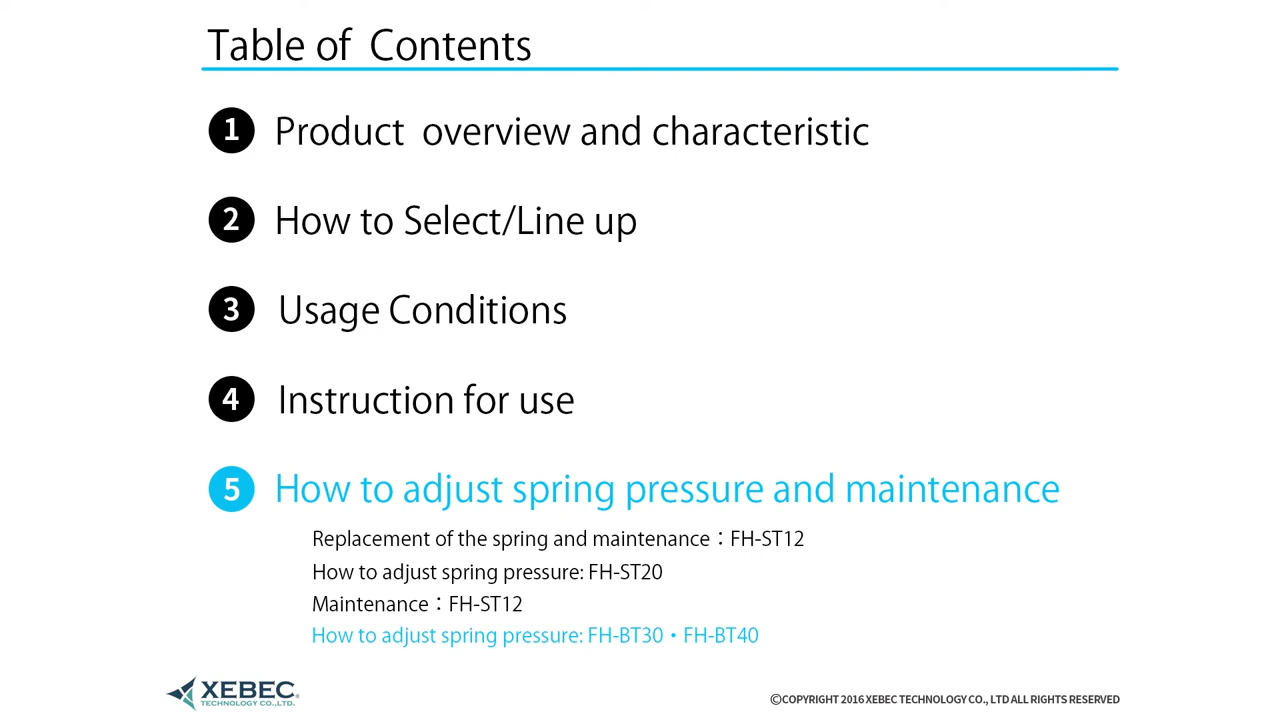 Table of Contents
1 Product overview and characteristic
2 How to Select/Line up
3 Usage Conditions
4 Instruction for use
5 How to adjust spring pressure and maintenance
Replacement of the spring and maintenance：FH-ST12
How to adjust spring pressure: FH-ST20
Maintenance：FH-ST12
How to adjust spring pressure: FH-BT30・FH-BT40
XEBEC®
TECHNOLOGY CO.,LTD.
©COPYRIGHT 2016 XEBEC TECHNOLOGY CO., LTD ALL RIGHTS RESERVED